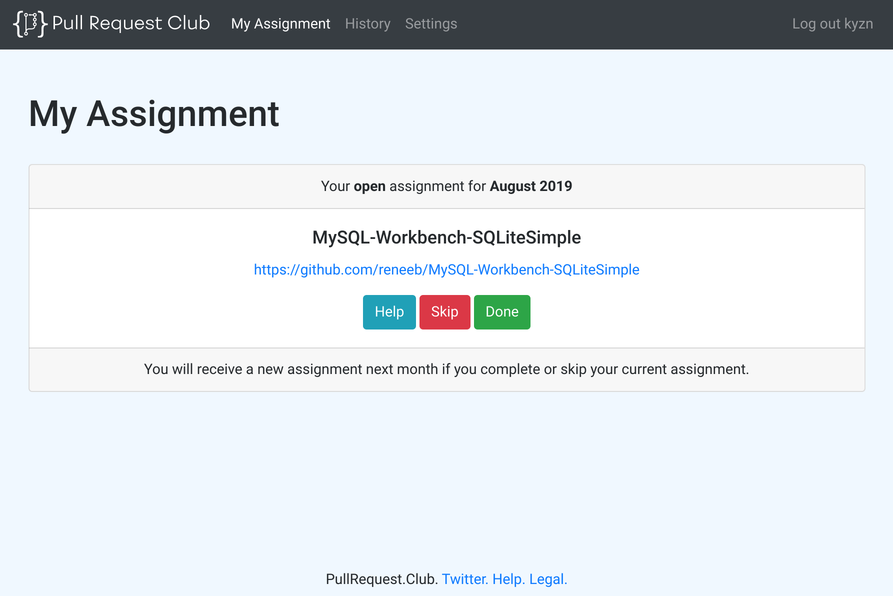 Pull Request Club My Assignment History Settings Log out kyzn
My Assignment
Your open assignment for August 2019
MySQL-Workbench-SQLiteSimple
https://github.com/reneeb/MySQL-Workbench-SQLiteSimple
Help Skip Done
You will receive a new assignment next month if you complete or skip your current assignment.
PullRequest.Club. Twitter. Help. Legal.